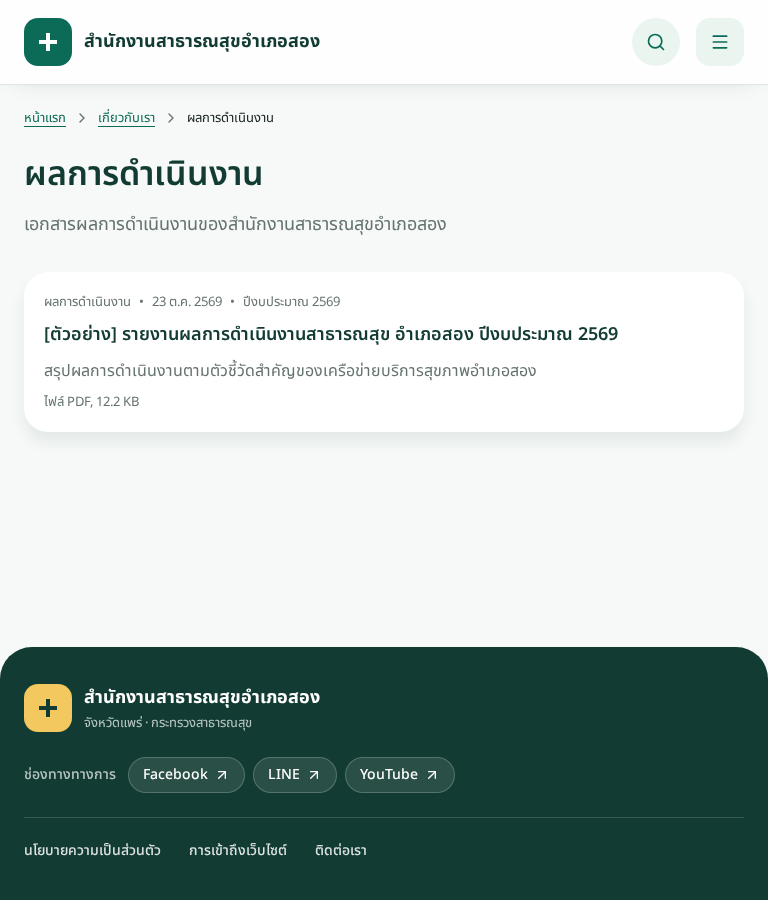 สำนักงานสาธารณสุขอำเภอสอง
หน้าแรก > เกี่ยวกับเรา > ผลการดำเนินงาน
ผลการดำเนินงาน
เอกสารผลการดำเนินงานของสำนักงานสาธารณสุขอำเภอสอง
ผลการดำเนินงาน • 23 ต.ค. 2569 • ปีงบประมาณ 2569
[ตัวอย่าง] รายงานผลการดำเนินงานสาธารณสุข อำเภอสอง ปีงบประมาณ 2569
สรุปผลการดำเนินงานตามตัวชี้วัดสำคัญของเครือข่ายบริการสุขภาพอำเภอสอง
ไฟล์ PDF, 12.2 KB
สำนักงานสาธารณสุขอำเภอสอง
จังหวัดแพร่ · กระทรวงสาธารณสุข
ช่องทางทางการ Facebook LINE YouTube
นโยบายความเป็นส่วนตัว การเข้าถึงเว็บไซต์ ติดต่อเรา